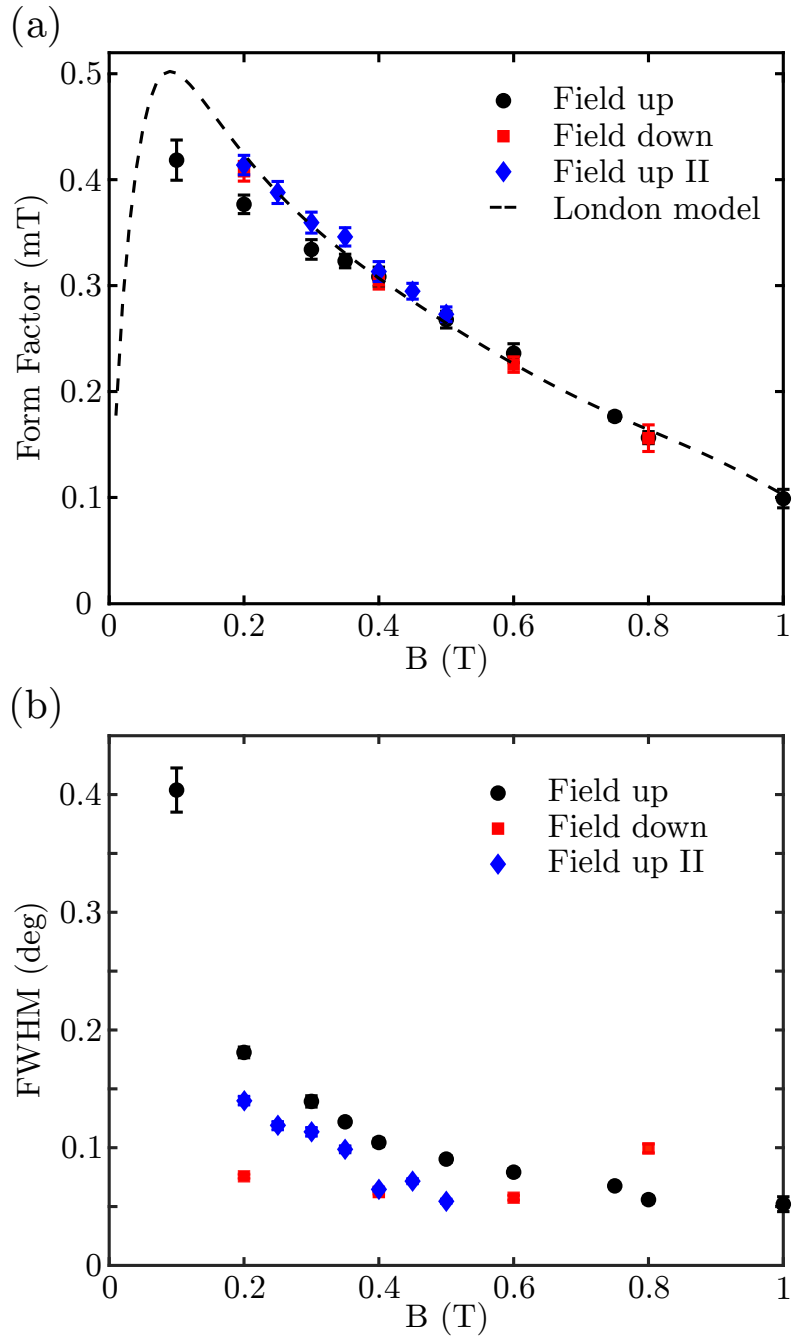 (a)
Form Factor (mT)
0.5
0.4
0.3
0.2
0.1
0
Field up
Field down
Field up II
London model
0 0.2 0.4 0.6 0.8 1
B (T)
(b)
FWHM (deg)
0.4
0.3
0.2
0.1
0
Field up
Field down
Field up II
0 0.2 0.4 0.6 0.8 1
B (T)